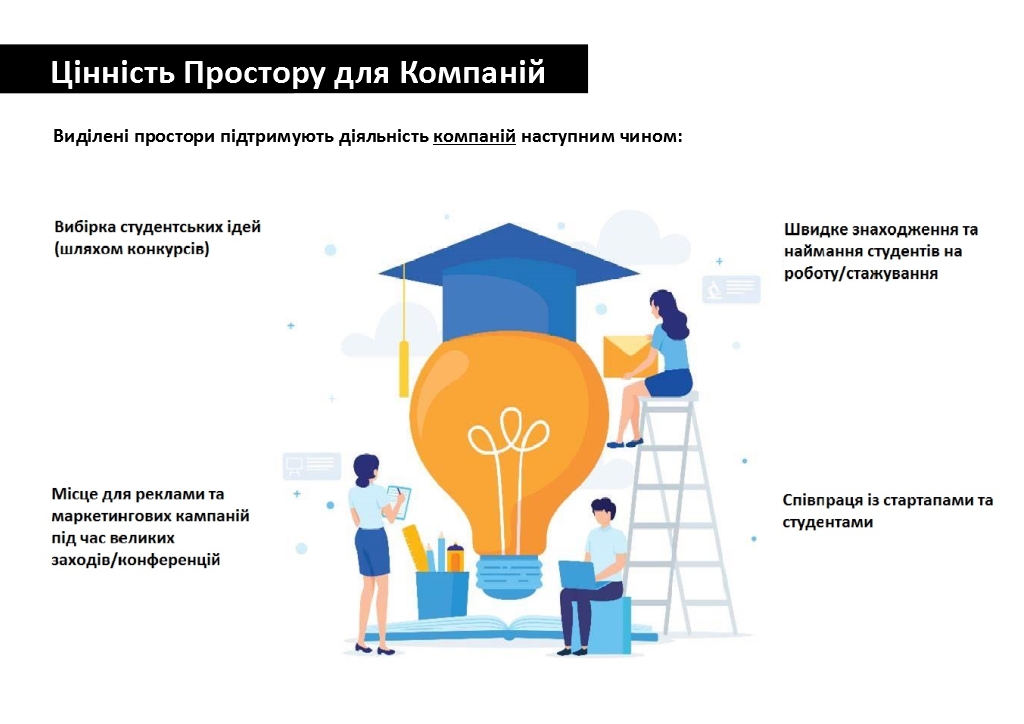 Цінність Простору для Компаній
Виділені простори підтримують діяльність компаній наступним чином:
Вибірка студентських ідей
(шляхом конкурсів)
Швидке знаходження та
наймання студентів на
роботу/стажування
Місце для реклами та
маркетингових кампаній
під час великих
заходів/конференцій
Співпраця із стартапами та
студентами